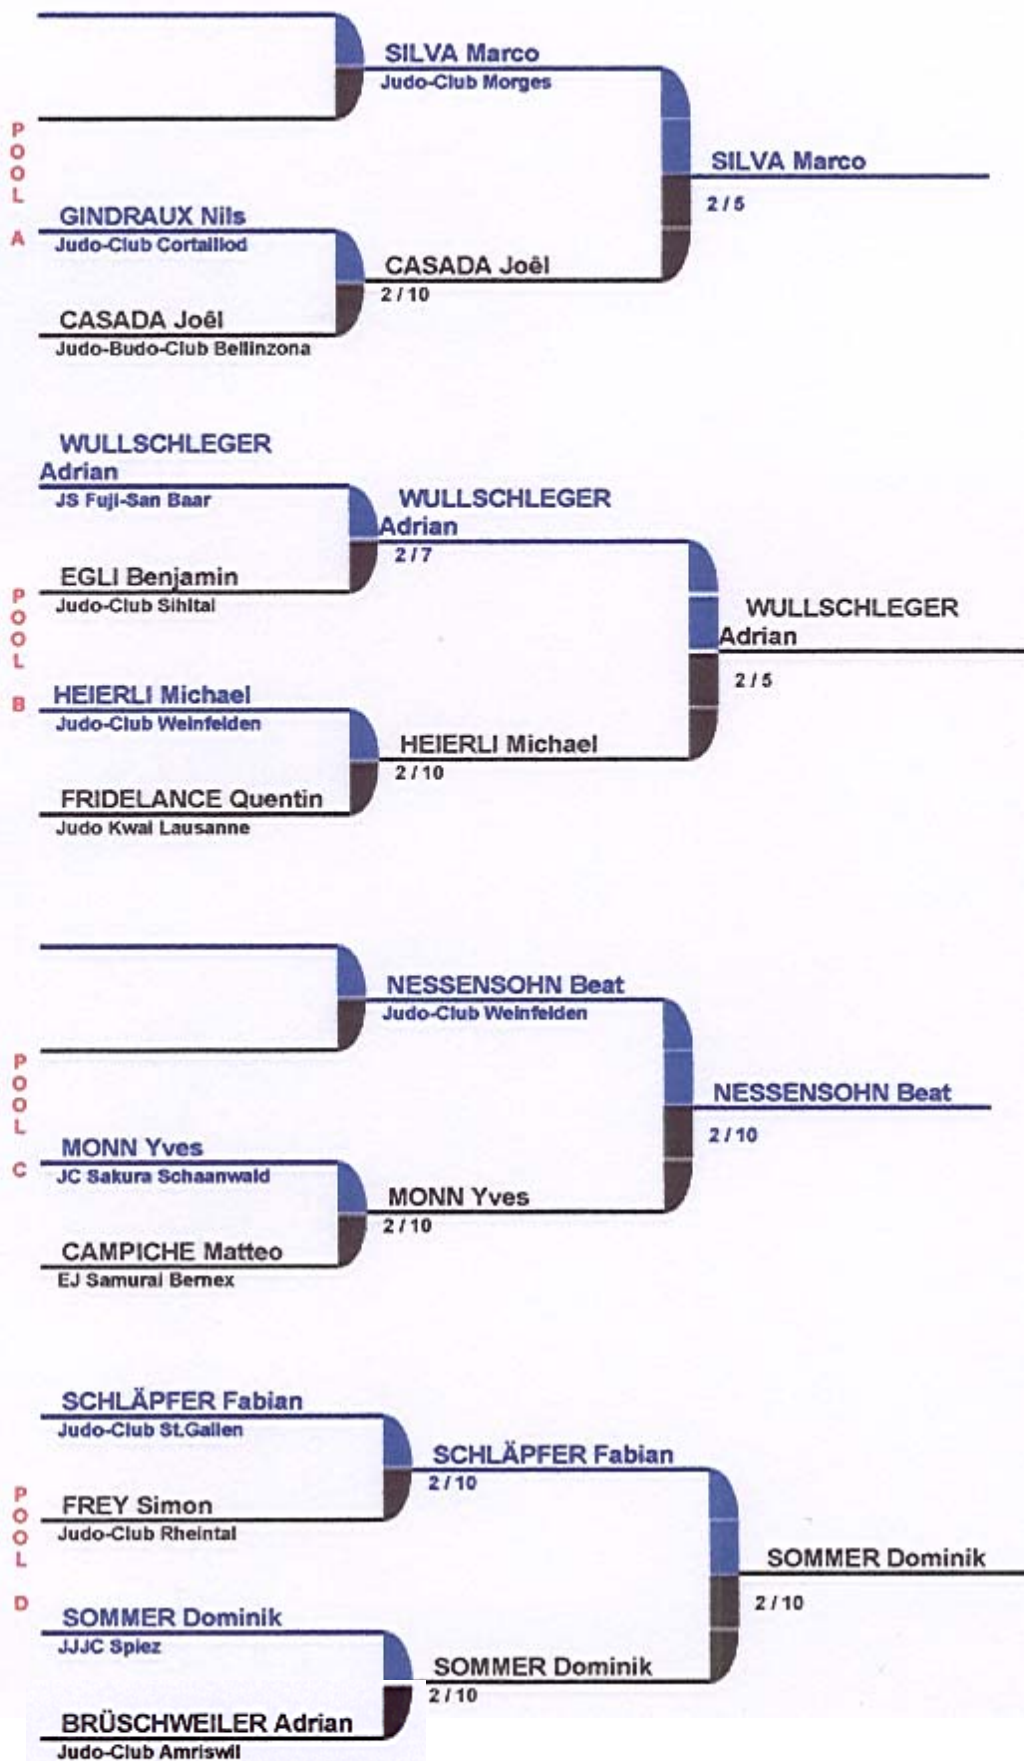 SILVA Marco
Judo-Club Morges
SILVA Marco
2 / 5
POOL A
GINDRAUX Nils
Judo-Club Cortaillod
CASADA Joël
2 / 10
CASADA Joël
Judo-Budo-Club Bellinzona
WULLSCHLEGER
Adrian
JS Fuji-San Baar
WULLSCHLEGER
Adrian
2 / 7
EGLI Benjamin
Judo-Club Sihltal
WULLSCHLEGER
Adrian
2 / 5
POOL B
HEIERLI Michael
Judo-Club Weinfelden
HEIERLI Michael
2 / 10
FRIDELANCE Quentin
Judo Kwai Lausanne
NESSENSOHN Beat
Judo-Club Weinfelden
NESSENSOHN Beat
2 / 10
POOL C
MONN Yves
JC Sakura Schaanwald
MONN Yves
2 / 10
CAMPICHE Matteo
EJ Samurai Bernex
SCHLÄPFER Fabian
Judo-Club St.Gallen
SCHLÄPFER Fabian
2 / 10
FREY Simon
Judo-Club Rheintal
SOMMER Dominik
2 / 10
POOL D
SOMMER Dominik
JJJC Spiez
SOMMER Dominik
2 / 10
BRÜSCHWEILER Adrian
Judo-Club Amriswil